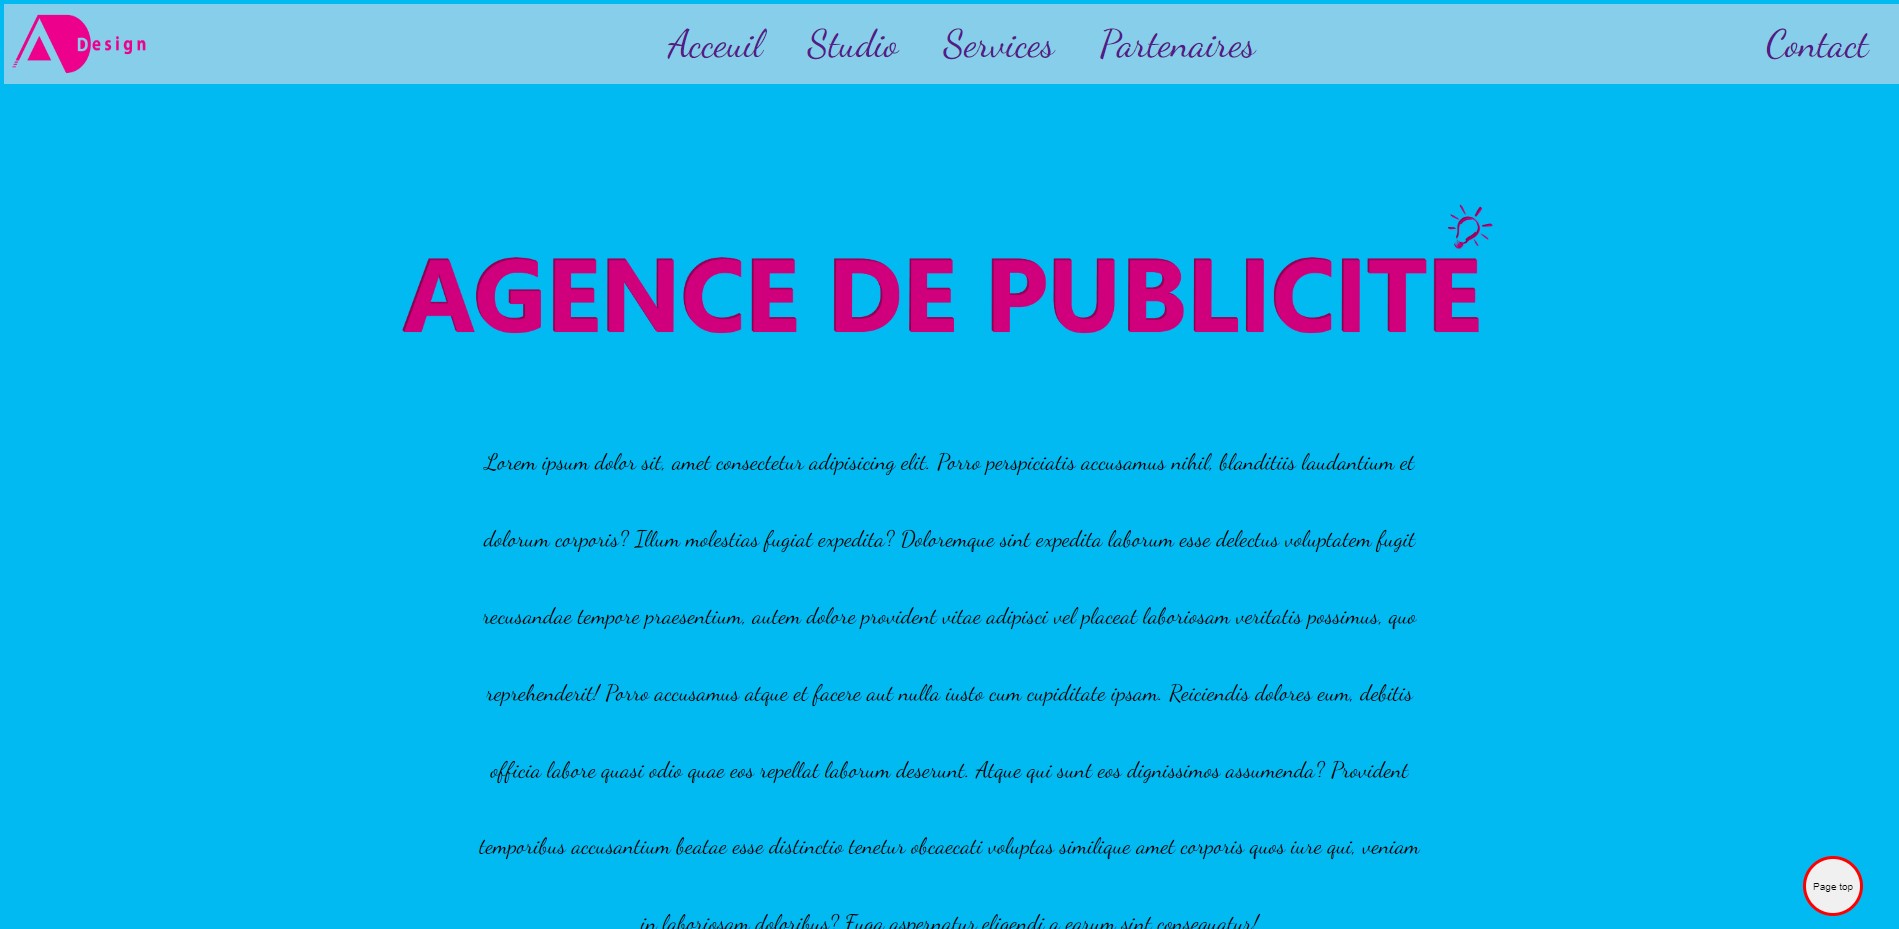 Design
Acceuil Studio Services Partenaires Contact
AGENCE DE PUBLICITE
Lorem ipsum dolor sit, amet consectetur adipisicing elit. Porro perspiciatis accusamus nihil, blanditiis laudantium et
dolorum corporis? Illum molestias fugiat expedita? Doloremque sint expedita laborum esse delectus voluptatem fugit
recusandae tempore praesentium, autem dolore provident vitae adipisci vel placeat laboriosam veritatis possimus, quo
reprehenderit! Porro accusamus atque et facere aut nulla iusto cum cupiditate ipsam. Reiciendis dolores eum, debitis
officia labore quasi odio quae eos repellat laborum deserunt. Atque qui sunt eos dignissimos assumenda? Provident
temporibus accusantium beatae esse distinctio tenetur obcaecati voluptas similique amet corporis quos iure qui, veniam
in laboriosam doloribus? Fuga aspernatur eligendi a earum sint consequatur!
Page top